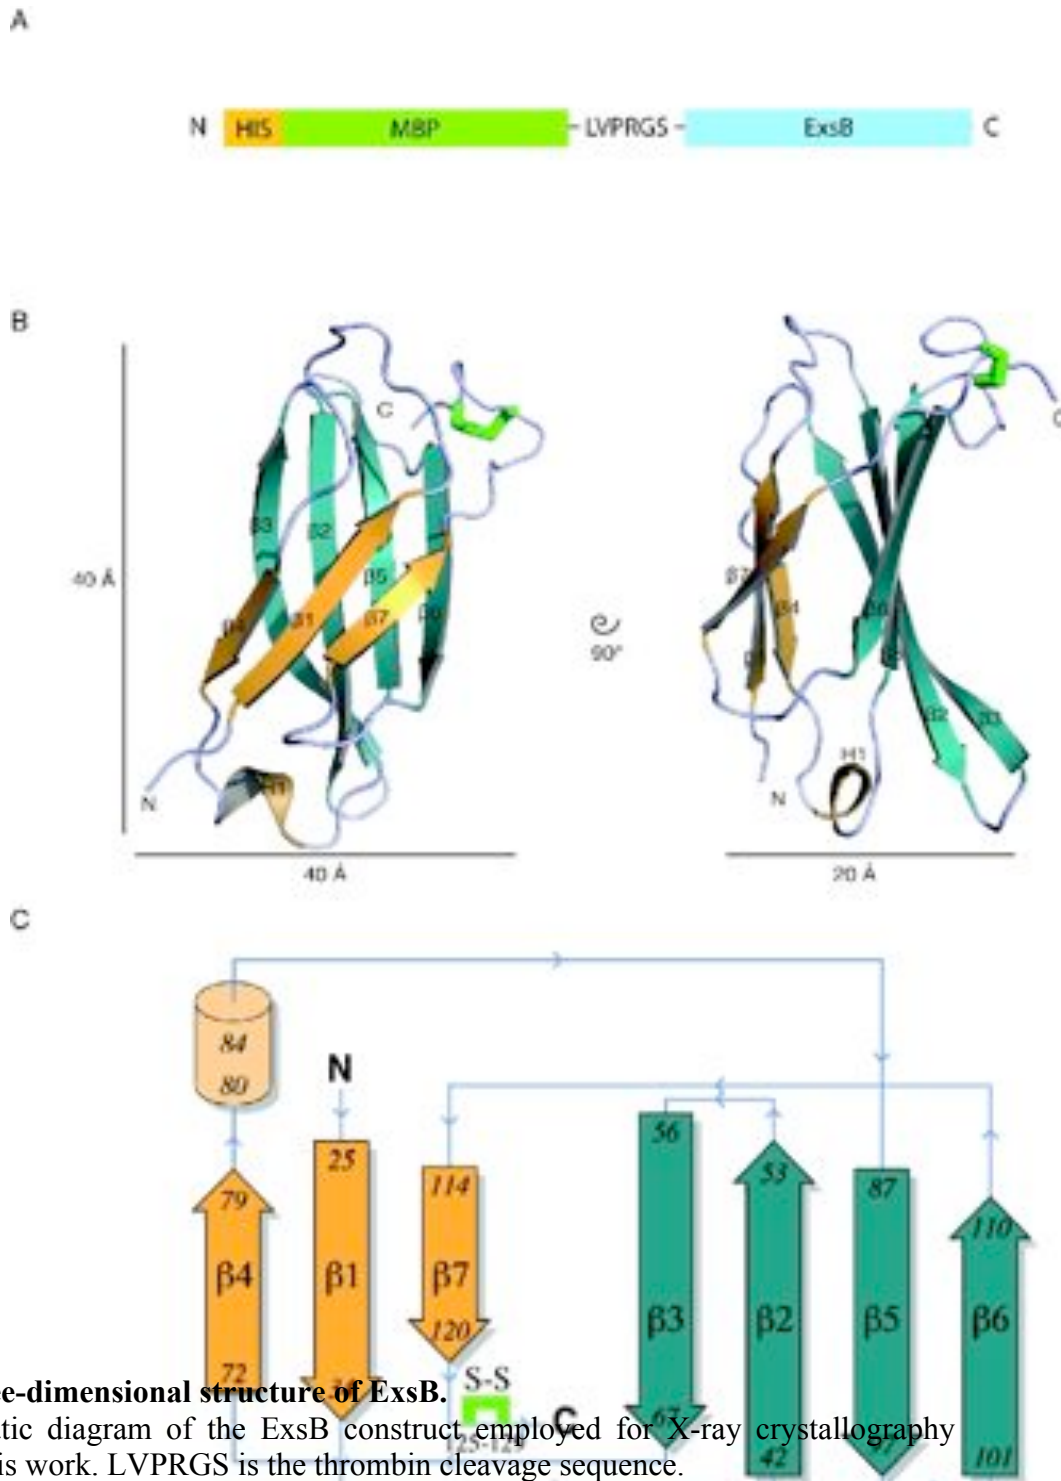 A
N HIS MBP LVPRGS ExsB C
B
C
β3 β2
40 Å
β5
β1 β7
N
40 Å
90°
β7 β4 β6
β2 β3
H1
N
20 Å
C
84
80
N
25
56
53
79
114
87
110
β4 β1 β7
β3 β2 β5 β6
120
72
S-S
67
C
42
101
ee-dimensional structure of ExsB.
tic diagram of the ExsB construct employed for X-ray crystallography
is work. LVPRGS is the thrombin cleavage sequence.